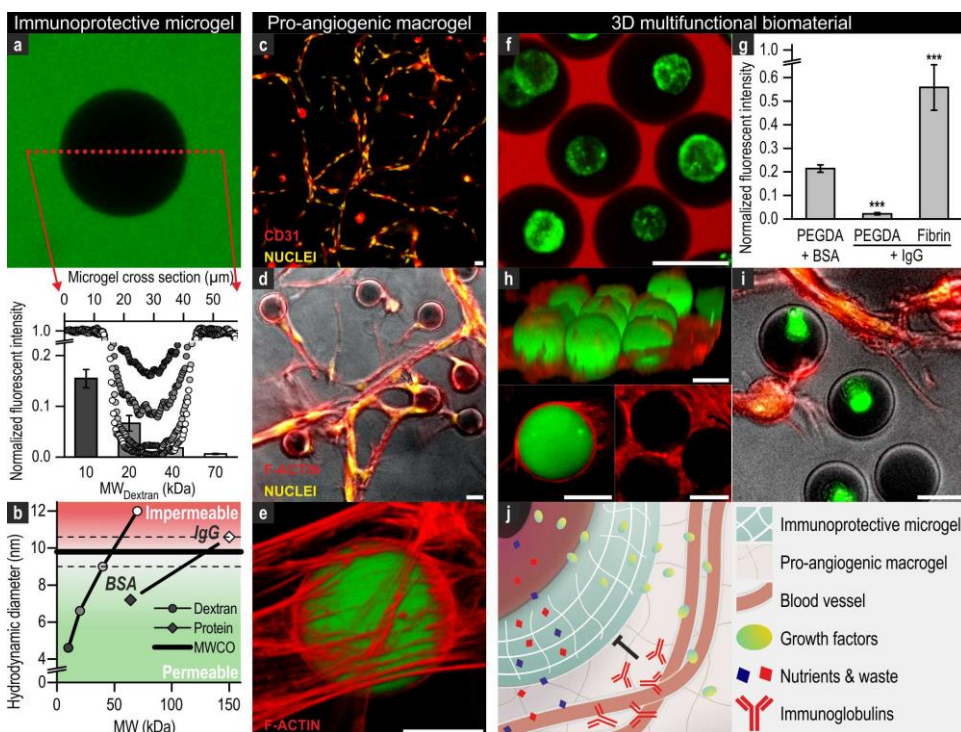 Immunoprotective microgel
Pro-angiogenic macrogel
3D multifunctional biomaterial
a
Microgel cross section (µm)
0 10 20 30 40 50
Normalized fluorescent intensity
1.0
0.2
0.1
0.0
10 20 40 70
MW Dextran (kDa)
b
Hydrodynamic diameter (nm)
12
10
8
6
4
0
Impermeable
IgG
BSA
Dextran
Protein
MWCO
Permeable
0 50 100 150
MW (kDa)
c
CD31
NUCLEI
d
F-ACTIN
NUCLEI
e
F-ACTIN
f
g
Normalized fluorescent intensity
1.0
0.6
0.5
0.4
0.3
0.2
0.1
0.0
***
***
PEGDA PEGDA Fibrin
+ BSA + IgG
h
i
j
Immunoprotective microgel
Pro-angiogenic macrogel
Blood vessel
Growth factors
Nutrients & waste
Immunoglobulins